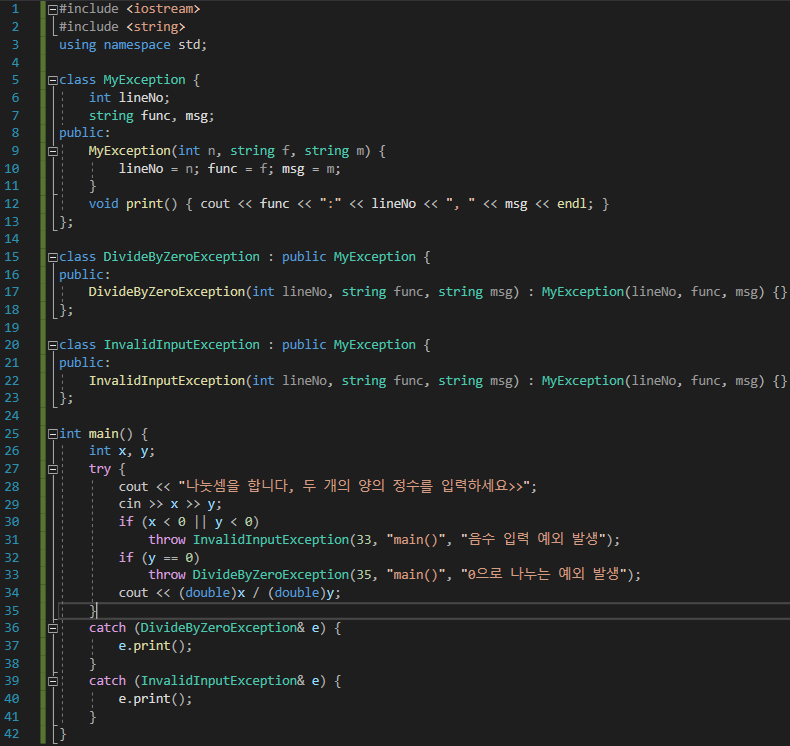 1 #include <iostream>
2 #include <string>
3 using namespace std;
4
5 class MyException {
6     int lineNo;
7     string func, msg;
8 public:
9     MyException(int n, string f, string m) {
10         lineNo = n; func = f; msg = m;
11     }
12     void print() { cout << func << ":" << lineNo << ", " << msg << endl; }
13 };
14
15 class DivideByZeroException : public MyException {
16 public:
17     DivideByZeroException(int lineNo, string func, string msg) : MyException(lineNo, func, msg) {}
18 };
19
20 class InvalidInputException : public MyException {
21 public:
22     InvalidInputException(int lineNo, string func, string msg) : MyException(lineNo, func, msg) {}
23 };
24
25 int main() {
26     int x, y;
27     try {
28         cout << "나눗셈을 합니다, 두 개의 양의 정수를 입력하세요>>";
29         cin >> x >> y;
30         if (x < 0 || y < 0)
31             throw InvalidInputException(33, "main()", "음수 입력 예외 발생");
32         if (y == 0)
33             throw DivideByZeroException(35, "main()", "0으로 나누는 예외 발생");
34         cout << (double)x / (double)y;
35     }
36     catch (DivideByZeroException& e) {
37         e.print();
38     }
39     catch (InvalidInputException& e) {
40         e.print();
41     }
42 }